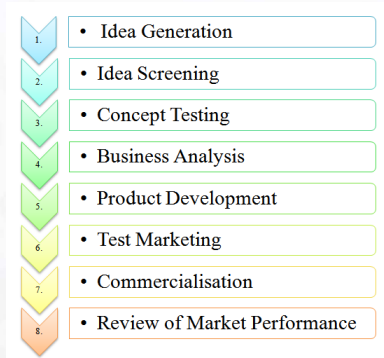 1. • Idea Generation
2. • Idea Screening
3. • Concept Testing
4. • Business Analysis
5. • Product Development
6. • Test Marketing
7. • Commercialisation
8. • Review of Market Performance